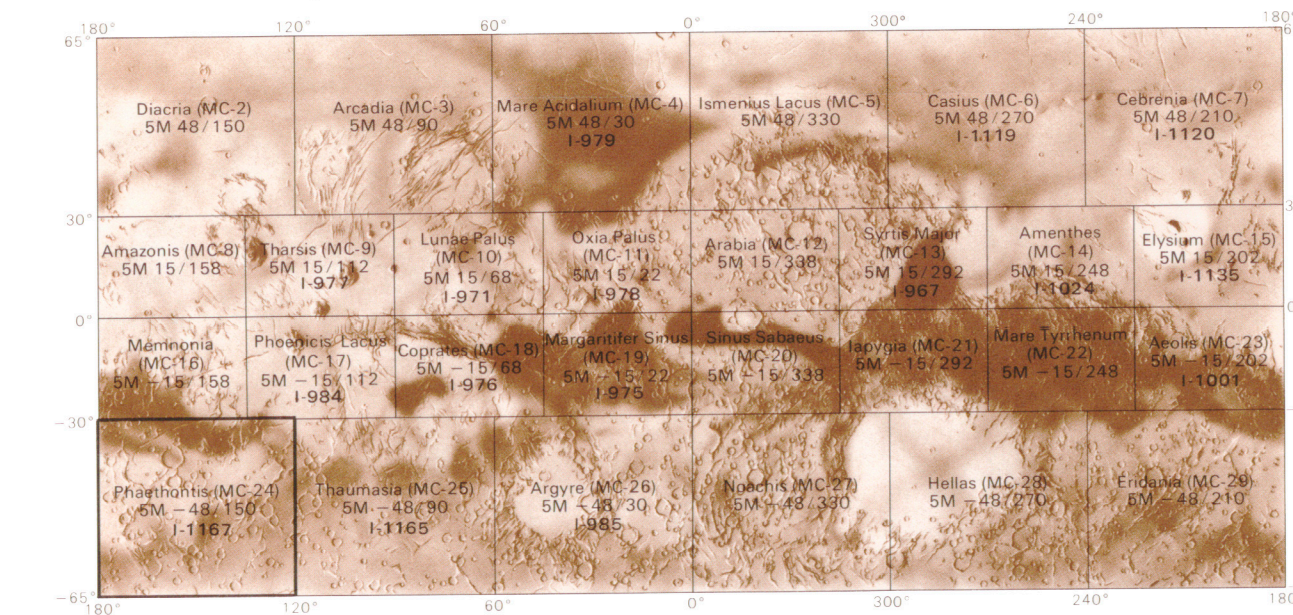 180° 120° 60° 0° 300° 240° 180°
65° 6
Diacria (MC-2)
5M 48/150
Arcadia (MC-3)
5M 48/90
Mare Acidalium (MC-4)
5M 48/30
I-979
Ismenius Lacus (MC-5)
5M 48/330
Casius (MC-6)
5M 48/270
I-1119
Cebrenia (MC-7)
5M 48/210
I-1120
30° 3
Amazonis (MC-8)
5M 15/158
Tharsis (MC-9)
5M 15/112
I-977
Lunae Palus
(MC-10)
5M 15/68
I-971
Oxia Palus
(MC-11)
5M 15/22
I-978
Arabia (MC-12)
5M 15/338
Syrtis Major
(MC-13)
5M 15/292
I-967
Amenthes
(MC-14)
5M 15/248
I-1024
Elysium (MC-15)
5M 15/202
I-1135
0° 0
Memnonia
(MC-16)
5M −15/158
Phoenicis Lacus
(MC-17)
5M −15/112
I-984
Coprates (MC-18)
5M −15/68
I-976
Margaritifer Sinus
(MC-19)
5M −15/22
I-975
Sinus Sabaeus
(MC-20)
5M −15/338
Iapygia (MC-21)
5M −15/292
Mare Tyrrhenum
(MC-22)
5M −15/248
Aeolis (MC-23)
5M −15/202
I-1001
−30° −
Phaethontis (MC-24)
5M −48/150
I-1167
Thaumasia (MC-25)
5M −48/90
I-1165
Argyre (MC-26)
5M −48/30
I-985
Noachis (MC-27)
5M −48/330
Hellas (MC-28)
5M −48/270
Eridania (MC-29)
5M −48/210
−65° −
180° 120° 60° 0° 300° 240° 180